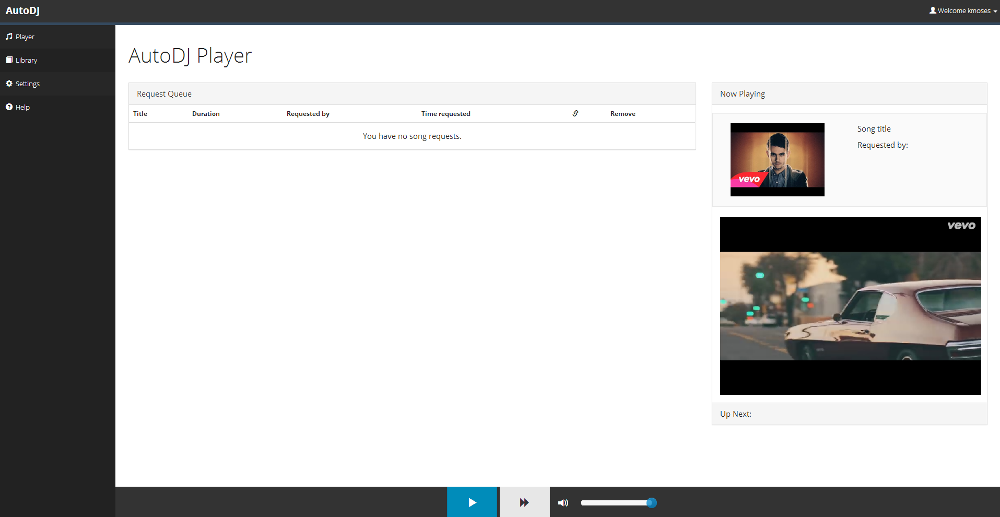 AutoDJ
Welcome kmoses
Player
Library
Settings
Help
AutoDJ Player
Request Queue
Title Duration Requested by Time requested Remove
You have no song requests.
Now Playing
vevo
Song title
Requested by:
vevo
Up Next: